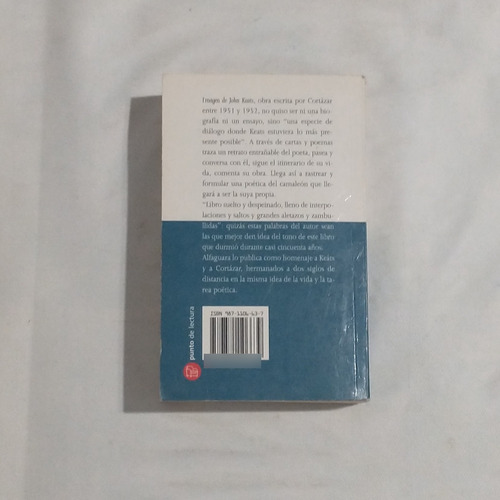 Imagen de John Keats, obra escrita por Cortázar
entre 1951 y 1952, no quiso ser ni una bio-
grafía ni un ensayo, sino "una especie de
diálogo donde Keats estuviera lo más pre-
sente posible". A través de cartas y poemas
traza un retrato entrañable del poeta, pasea y
conversa con él, sigue el itinerario de su vi-
da, comenta su obra. Llega así a rastrear y
formular una poética del camaleón que lle-
gará a ser la suya propia.
"Libro suelto y despeinado, lleno de interpo-
laciones y saltos y grandes aletazos y zambu-
llidas": quizás estas palabras del autor sean
las que mejor den idea del tono de este libro
que durmió durante casi cincuenta años.
Alfaguara lo publica como homenaje a Keats
y a Cortázar, hermanados a dos siglos de
distancia en la misma idea de la vida y la ta-
rea poética.
ISBN 987-1106-63-7
punto de lectura